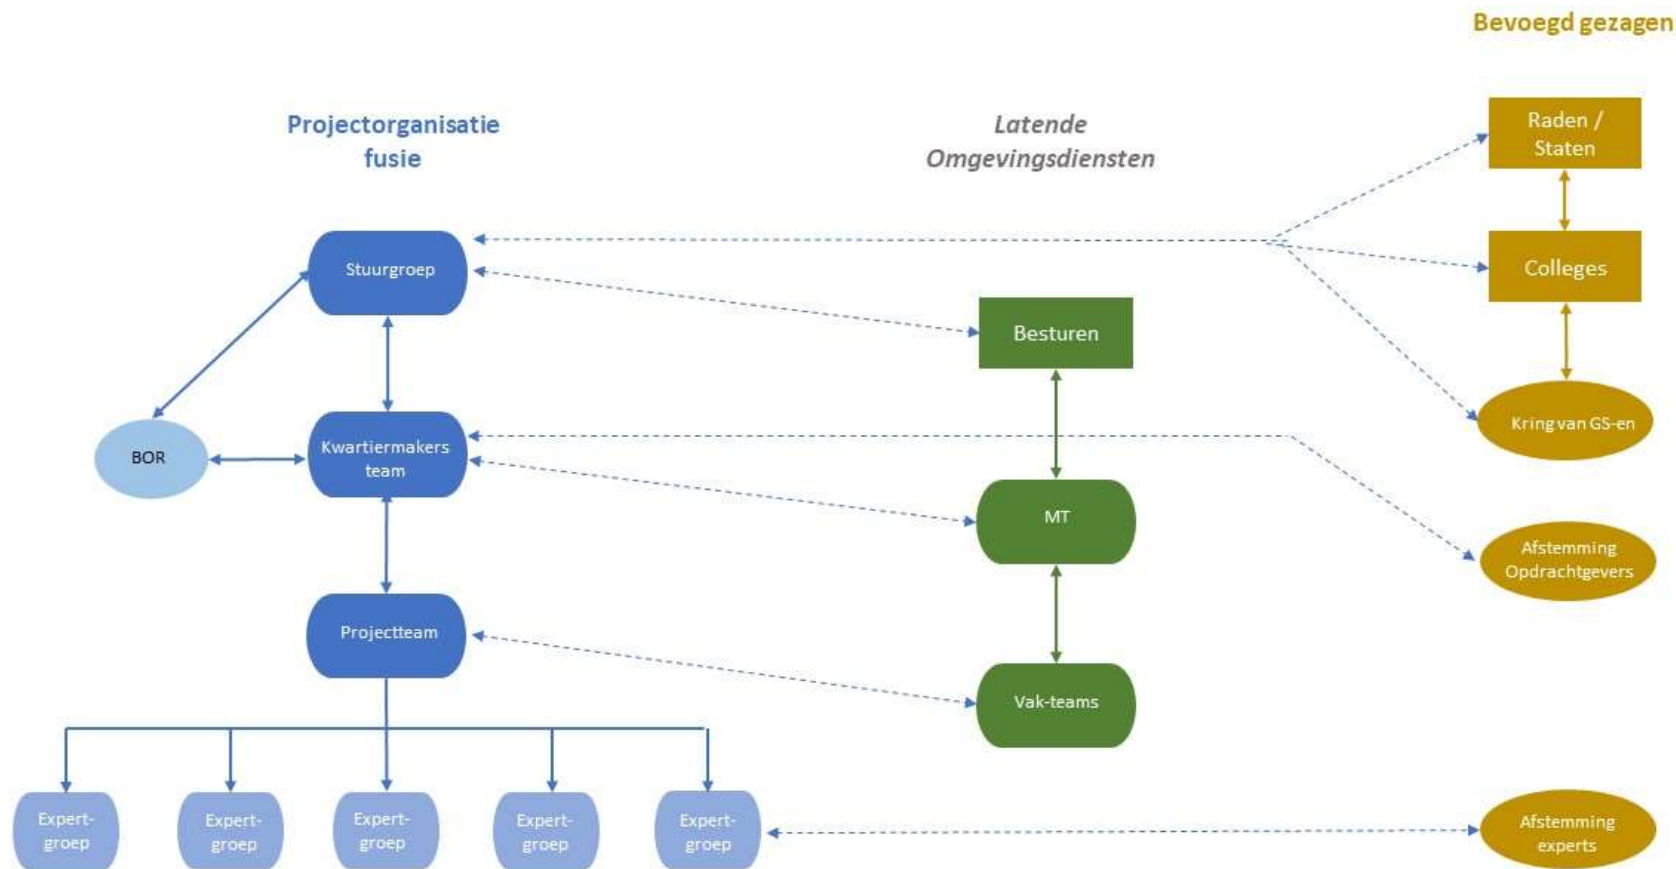 Bevoegd gezagen
Projectorganisatie
fusie
Latende
Omgevingsdiensten
Raden /
Staten
Stuurgroep
Colleges
Besturen
Kring van GS-en
BOR
Kwartiermakers
team
MT
Afstemming
Opdrachtgevers
Projectteam
Vak-teams
Expert-
groep
Expert-
groep
Expert-
groep
Expert-
groep
Expert-
groep
Afstemming
experts